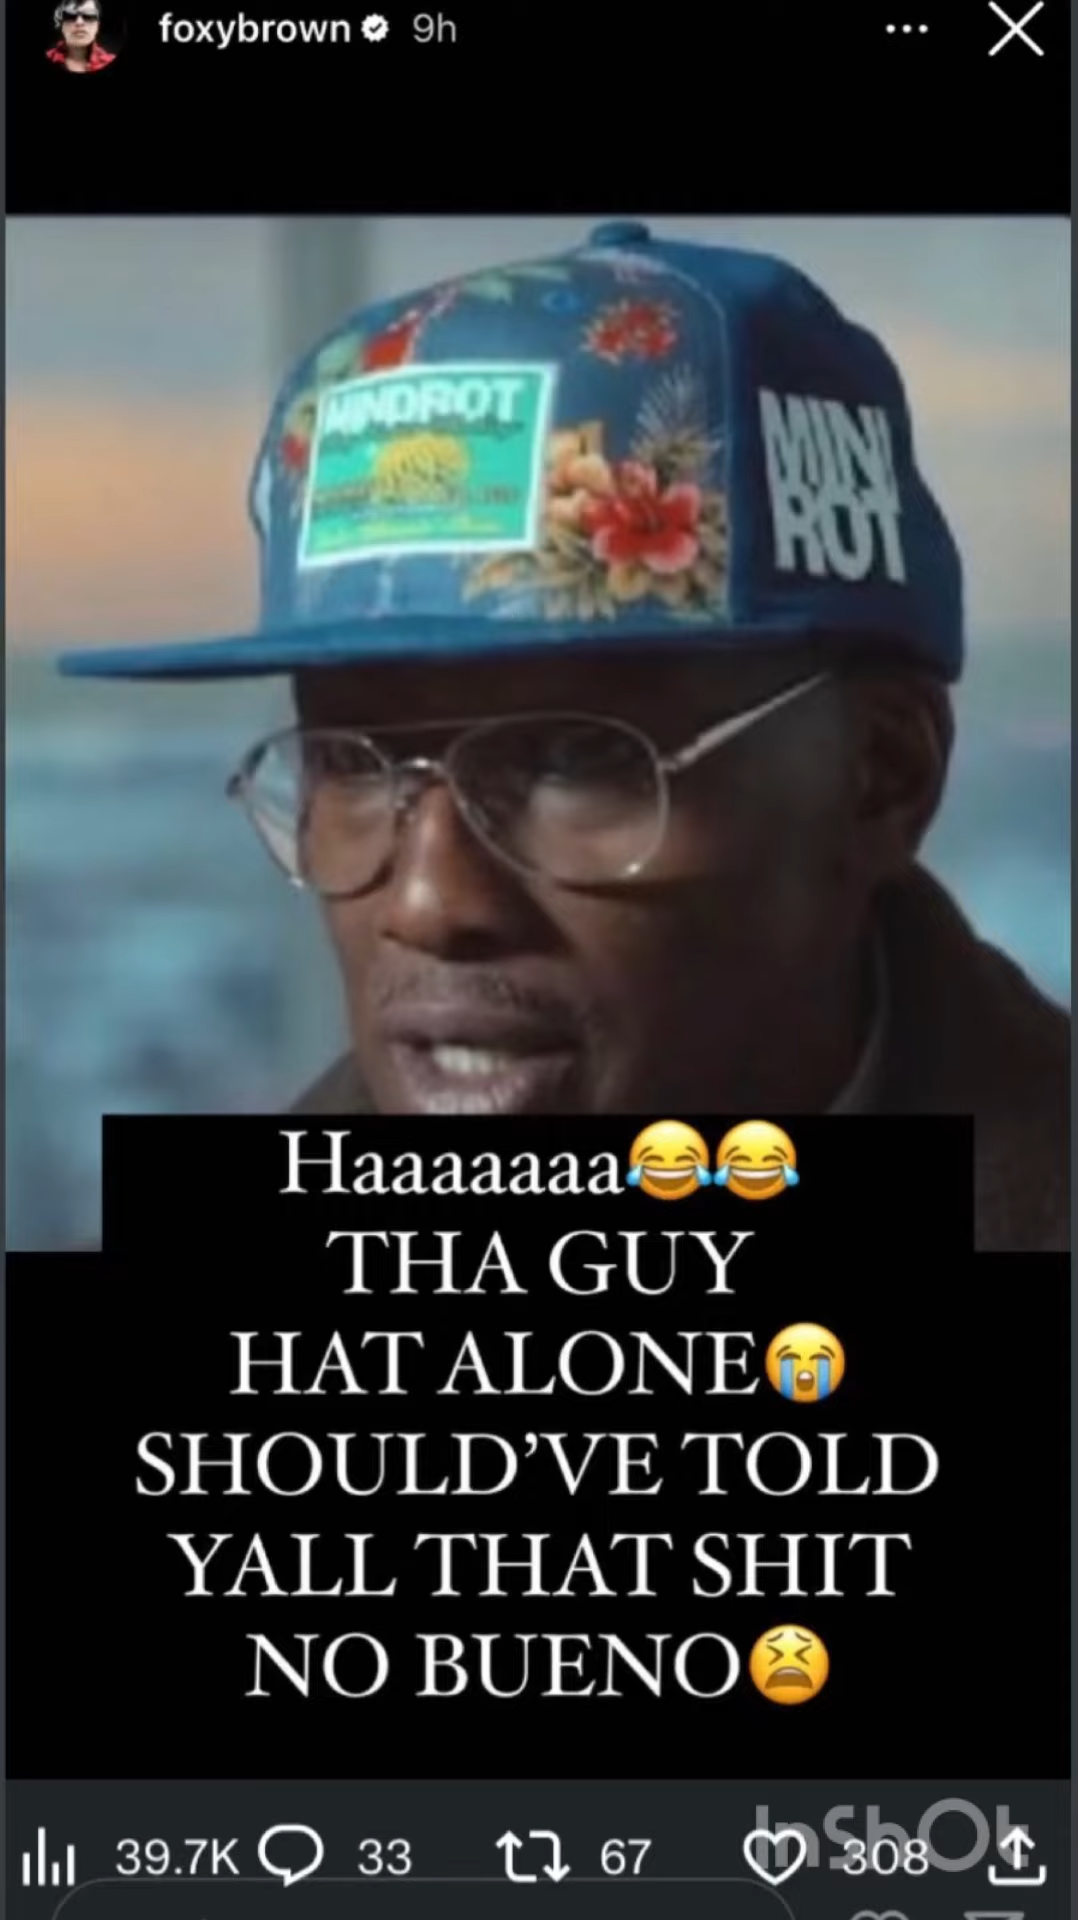 foxybrown 9h
MINDROT
MIN
ROT
Haaaaaaa😂😂
THA GUY
HAT ALONE😭
SHOULD’VE TOLD
YALL THAT SHIT
NO BUENO😫
InShOt
39.7K 33 67 308